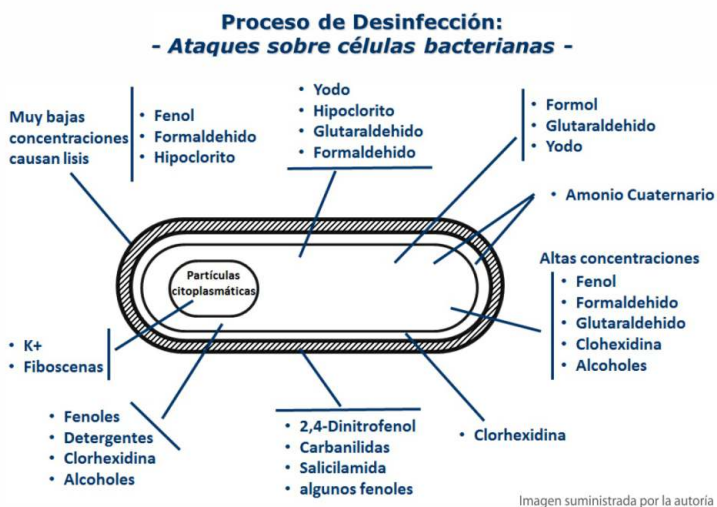 Proceso de Desinfección:
- Ataques sobre células bacterianas -
Muy bajas
concentraciones
causan lisis
• Fenol
• Formaldehido
• Hipoclorito
• Yodo
• Hipoclorito
• Glutaraldehido
• Formaldehido
• Formol
• Glutaraldehido
• Yodo
• Amonio Cuaternario
Altas concentraciones
• Fenol
• Formaldehido
• Glutaraldehido
• Clohexidina
• Alcoholes
Partículas
citoplasmáticas
• K+
• Fiboscenas
• Fenoles
• Detergentes
• Clorhexidina
• Alcoholes
• 2,4-Dinitrofenol
• Carbanilidas
• Salicilamida
• algunos fenoles
• Clorhexidina
Imagen suministrada por la autoría